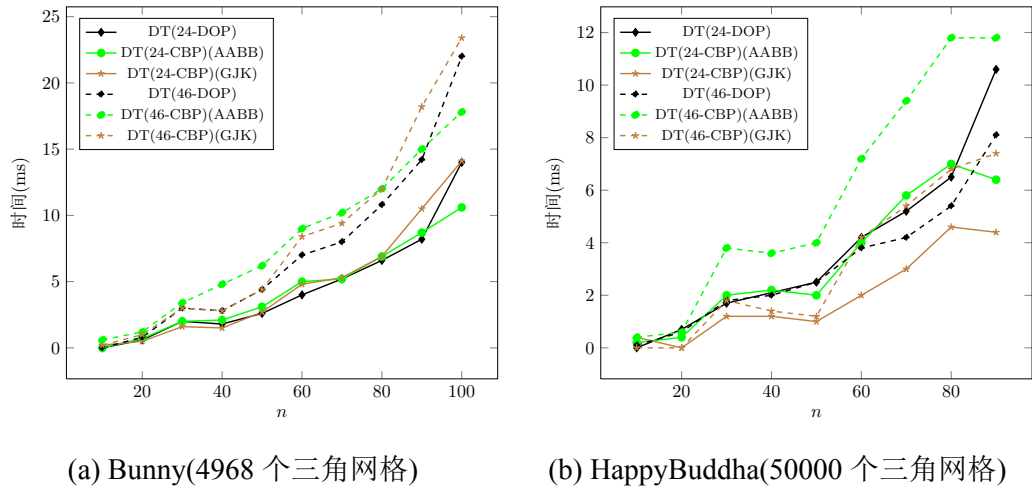 25
20
15
10
5
0
时间(ms)
DT(24-DOP)
DT(24-CBP)(AABB)
DT(24-CBP)(GJK)
DT(46-DOP)
DT(46-CBP)(AABB)
DT(46-CBP)(GJK)
20 40 60 80 100
n
(a) Bunny(4968 个三角网格)
12
10
8
6
4
2
0
时间(ms)
DT(24-DOP)
DT(24-CBP)(AABB)
DT(24-CBP)(GJK)
DT(46-DOP)
DT(46-CBP)(AABB)
DT(46-CBP)(GJK)
20 40 60 80
n
(b) HappyBuddha(50000 个三角网格)